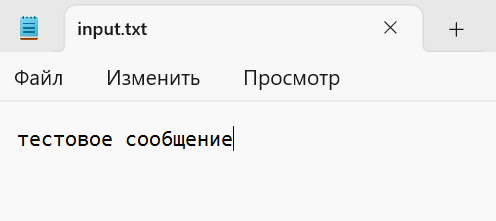 input.txt
Файл Изменить Просмотр
тестовое сообщение